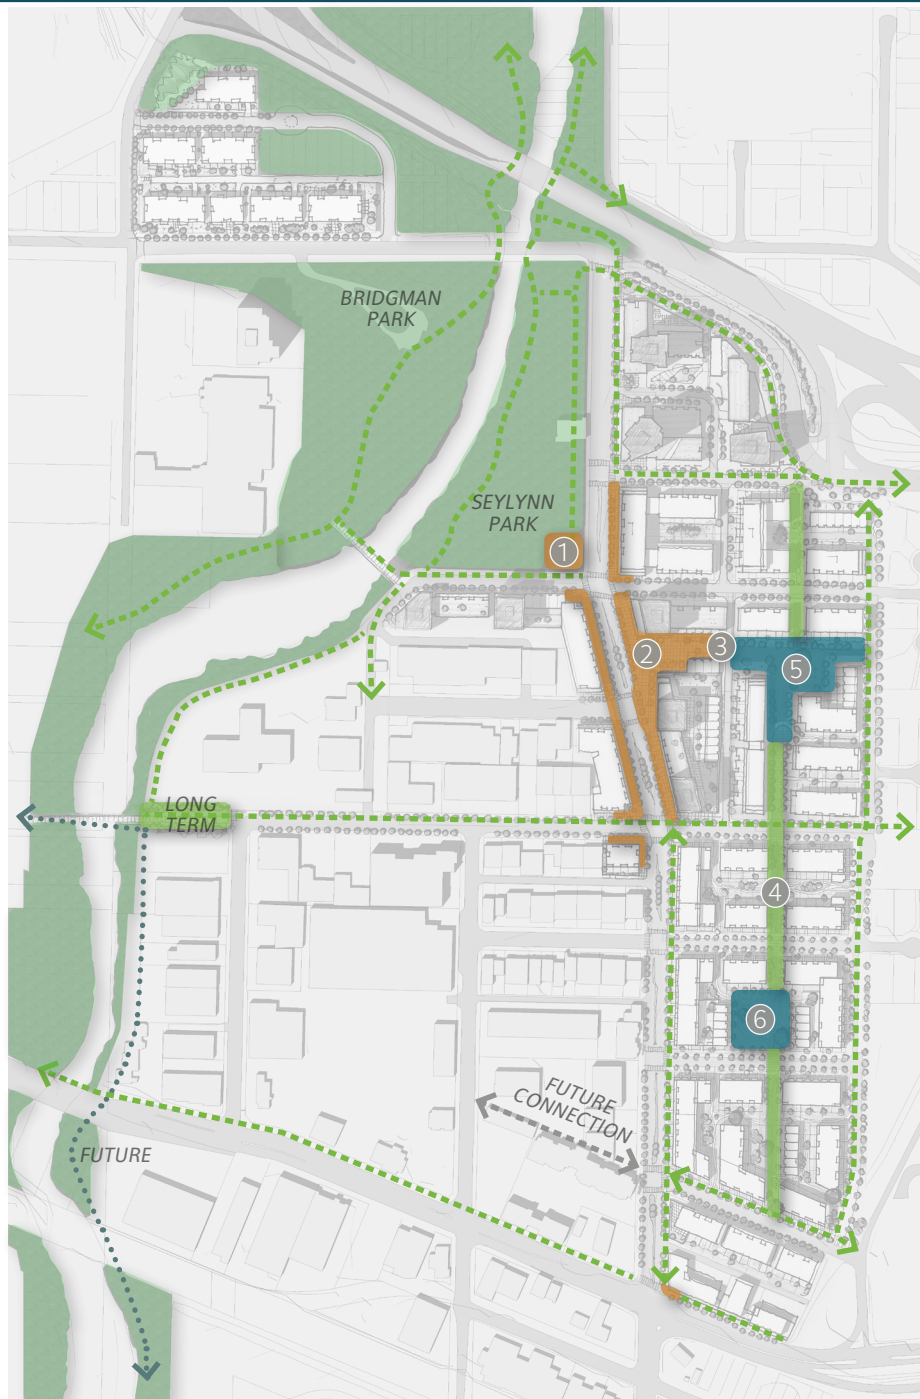 BRIDGMAN
PARK
SEYLYNN
PARK
1
2
3
5
LONG
TERM
4
6
FUTURE
CONNECTION
FUTURE